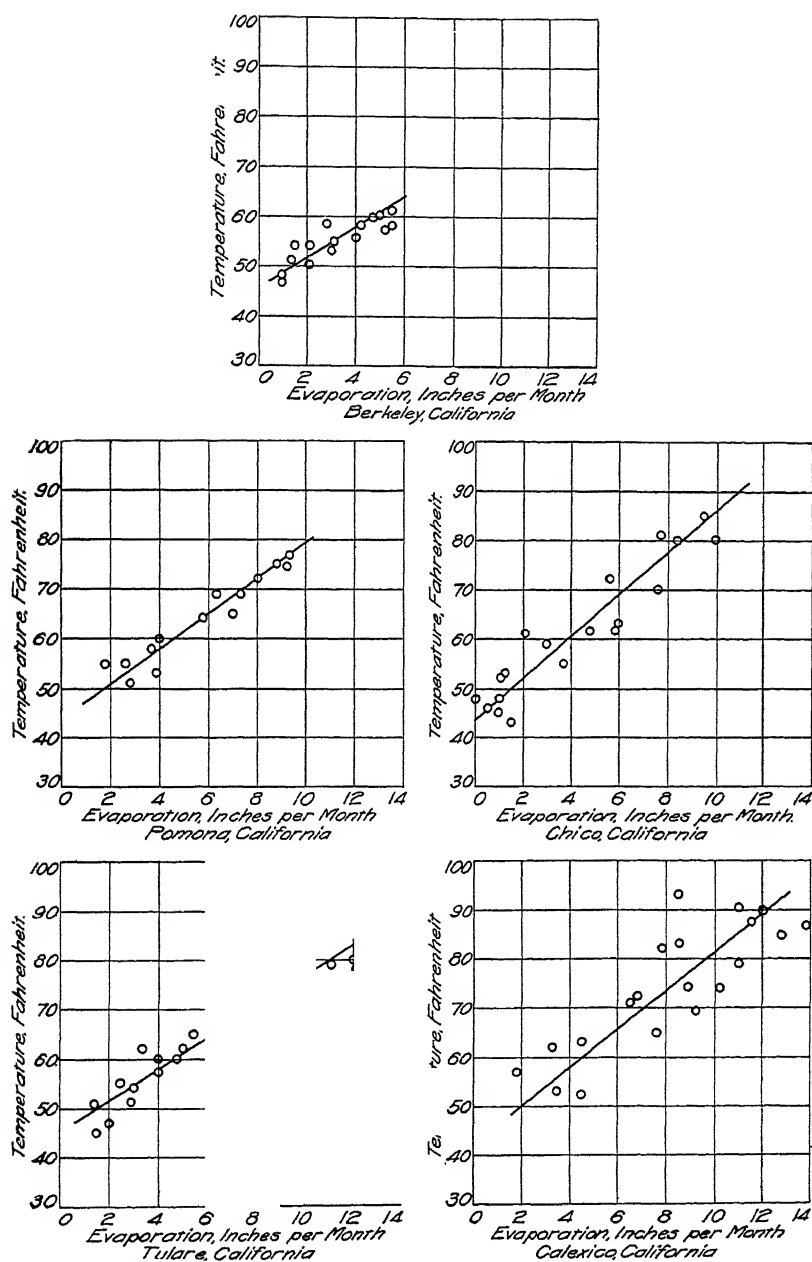 100
90
80
70
60
50
40
30
Temperature, Fahre. 'it.
0 2 4 6 8 10 12 14
Evaporation, Inches per Month
Berkeley, California
100
90
80
70
60
50
40
30
Temperature, Fahrenheit.
0 2 4 6 8 10 12 14
Evaporation, Inches per Month
Pomona, California
100
90
80
70
60
50
40
30
Temperature, Fahrenheit.
0 2 4 6 8 10 12 14
Evaporation, Inches per Month.
Chico, California
100
90
80
70
60
50
40
30
Temperature, Fahrenheit
0 2 4 6 8 10 12 14
Evaporation, Inches per Month
Tulare, California
100
90
80
70
60
50
40
30
Te. 'ure, Fahrenheit
2 4 6 8 10 12 14
Evaporation, Inches per Month
Calexico, California